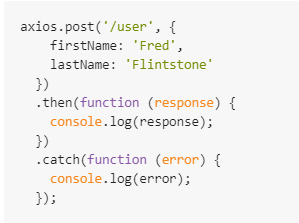 axios.post('/user', {
    firstName: 'Fred',
    lastName: 'Flintstone'
  })
  .then(function (response) {
    console.log(response);
  })
  .catch(function (error) {
    console.log(error);
  });